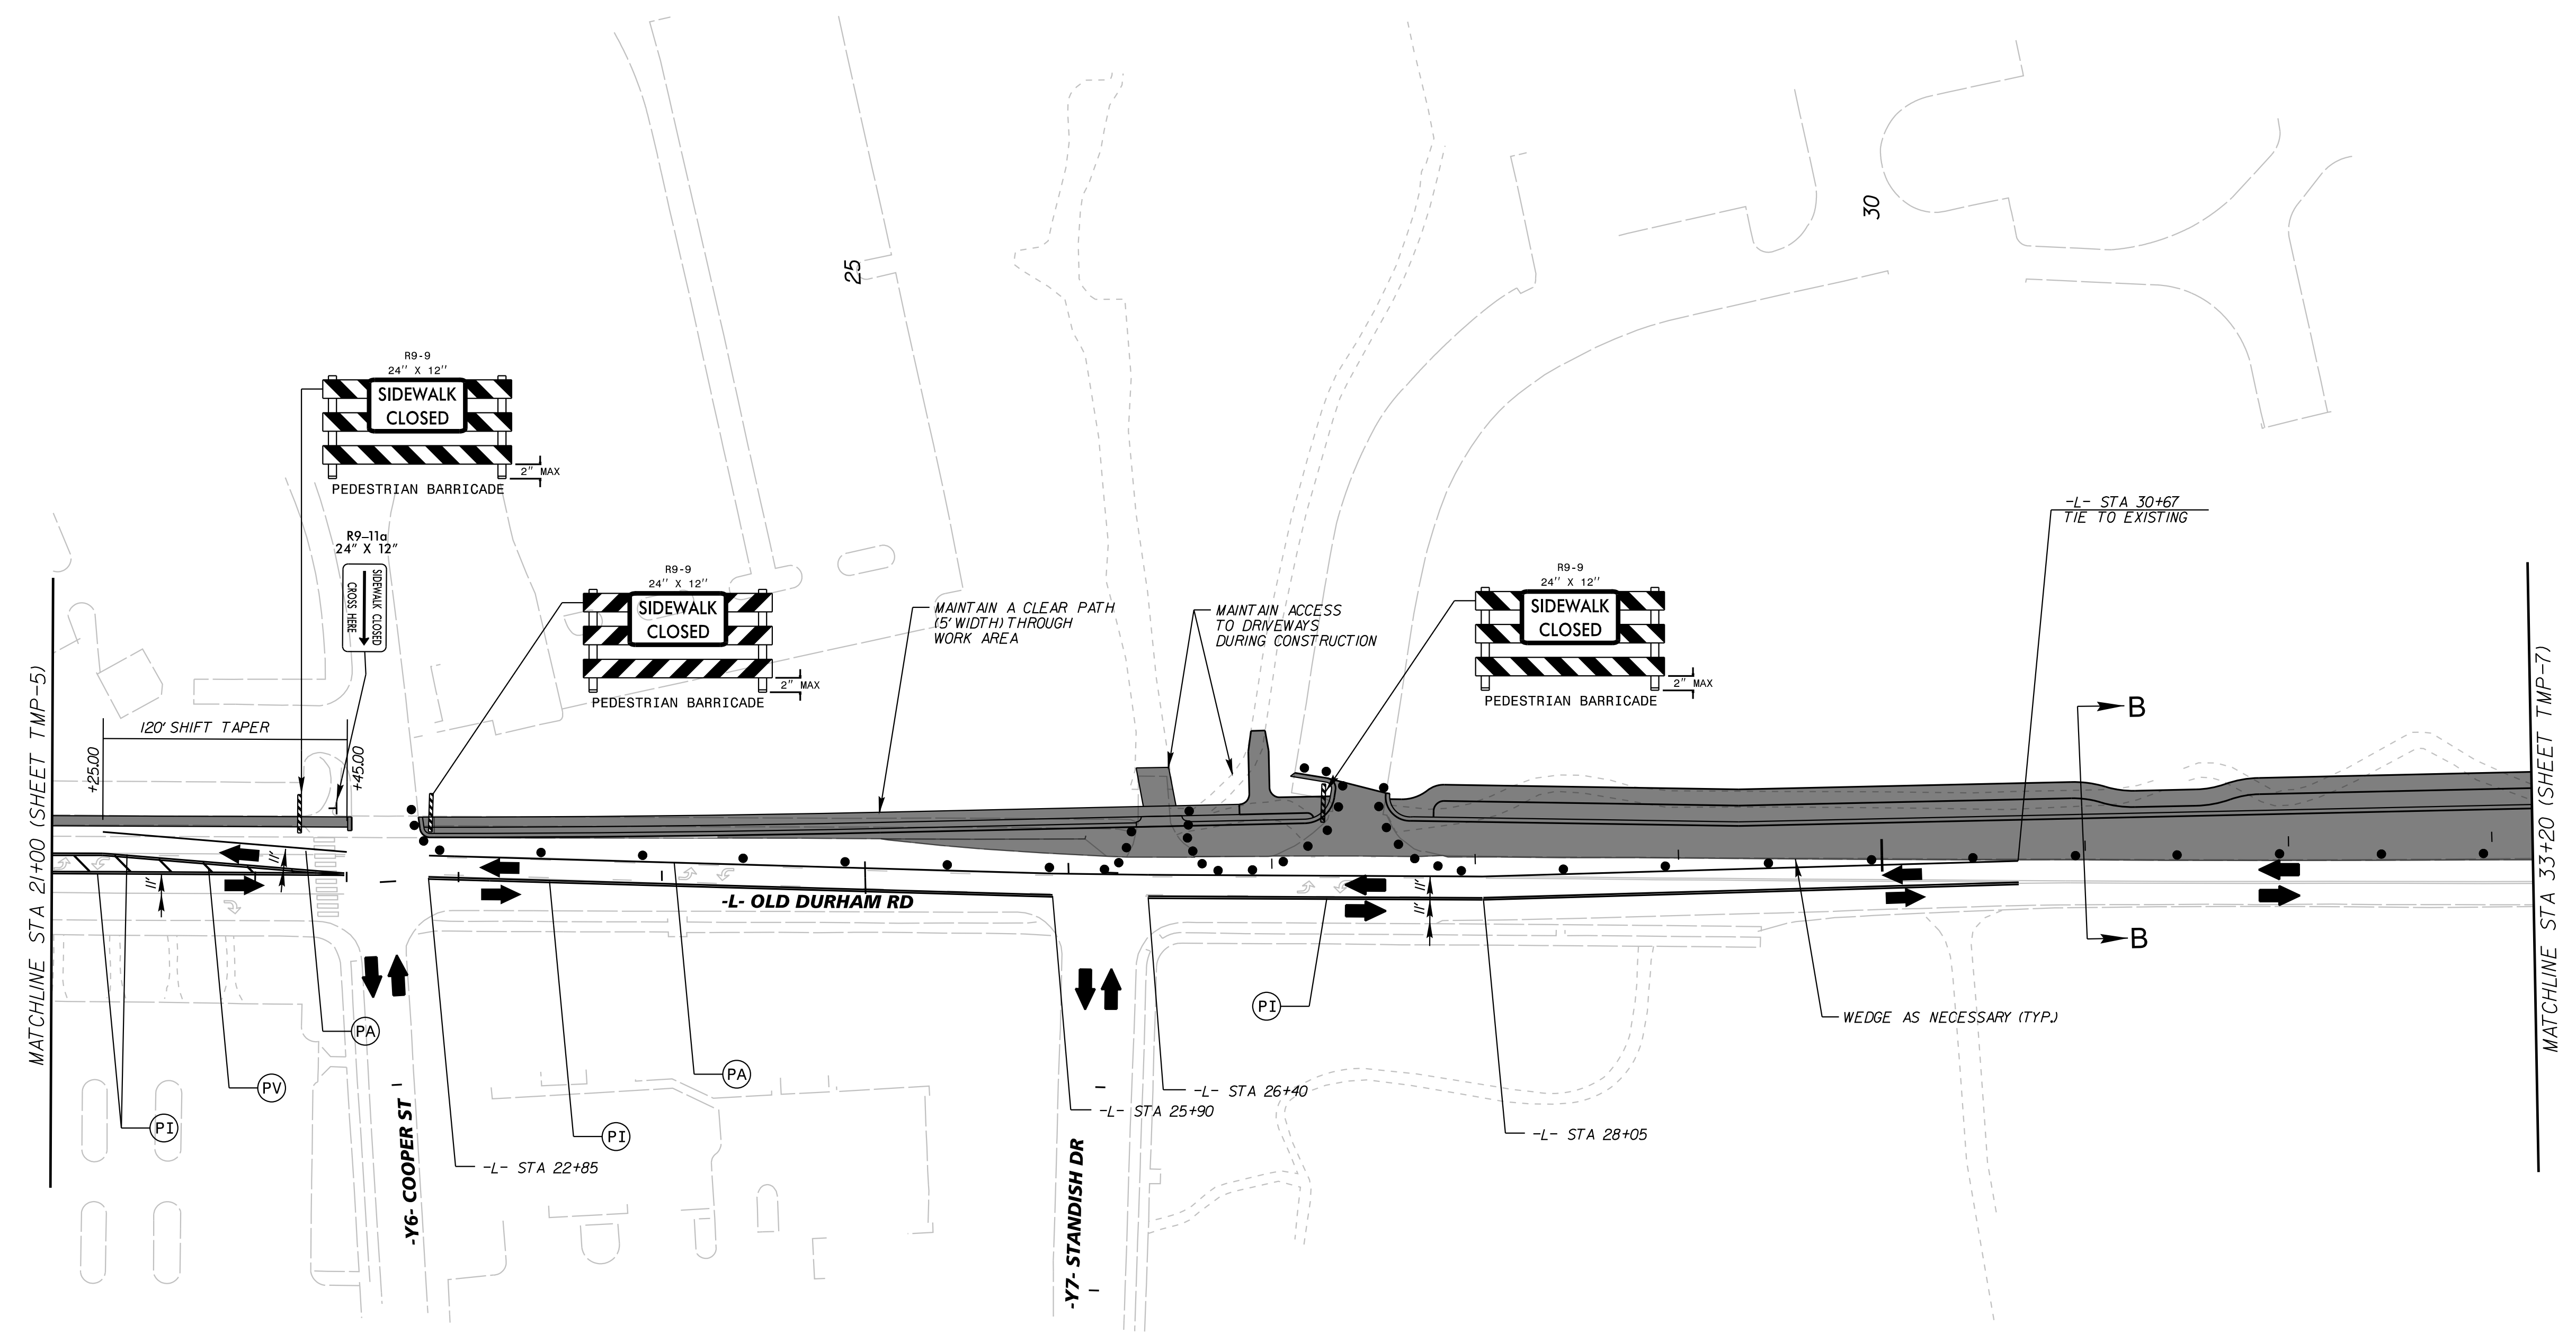 30
25
R9-9
24" X 12"
SIDEWALK
CLOSED
2" MAX
PEDESTRIAN BARRICADE
R9-11a
24" X 12"
SIDEWALK CLOSED
CROSS HERE
R9-9
24" X 12"
SIDEWALK
CLOSED
2" MAX
PEDESTRIAN BARRICADE
MAINTAIN A CLEAR PATH
(5' WIDTH) THROUGH
WORK AREA
MAINTAIN ACCESS
TO DRIVEWAYS
DURING CONSTRUCTION
R9-9
24" X 12"
SIDEWALK
CLOSED
2" MAX
PEDESTRIAN BARRICADE
-L- STA 30+67
TIE TO EXISTING
B
B
MATCHLINE STA 21+00 (SHEET TMP-5)
120' SHIFT TAPER
+25.00
+45.00
11'
11'
-L- OLD DURHAM RD
11'
11'
MATCHLINE STA 33+20 (SHEET TMP-7)
PA
PV
PI
-Y6- COOPER ST
-L- STA 22+85
PI
PA
-Y7- STANDISH DR
-L- STA 25+90
-L- STA 26+40
PI
-L- STA 28+05
WEDGE AS NECESSARY (TYP.)